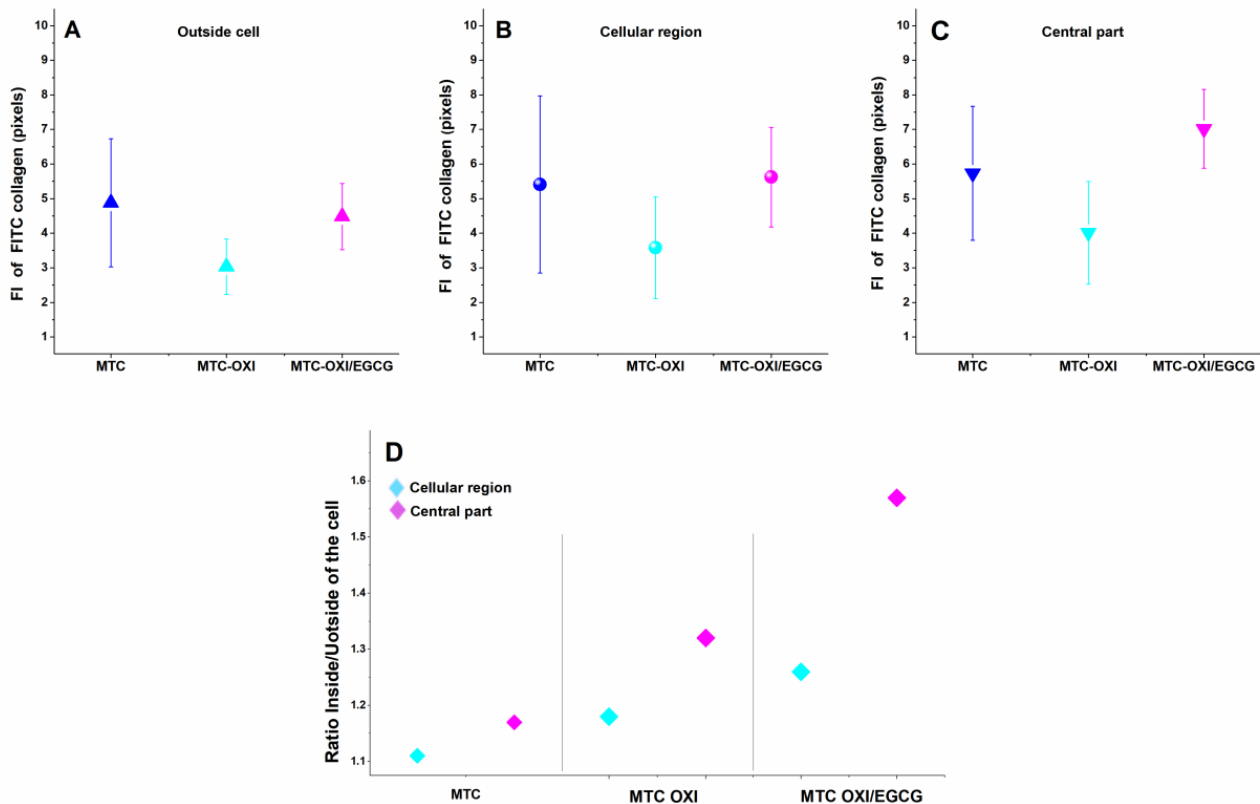 A
Outside cell
FI of FITC collagen (pixels)
10
9
8
7
6
5
4
3
2
1
MTC
MTC-OXI
MTC-OXI/EGCG
B
Cellular region
FI of FITC collagen (pixels)
10
9
8
7
6
5
4
3
2
1
MTC
MTC-OXI
MTC-OXI/EGCG
C
Central part
FI of FITC collagen (pixels)
10
9
8
7
6
5
4
3
2
1
MTC
MTC-OXI
MTC-OXI/EGCG
D
Cellular region
Central part
Ratio Inside/Uotside of the cell
1.6
1.5
1.4
1.3
1.2
1.1
MTC
MTC OXI
MTC OXI/EGCG